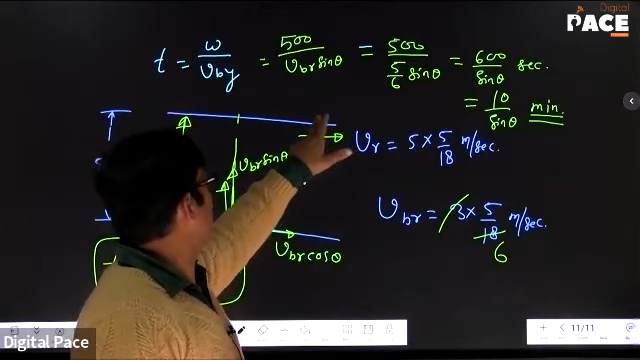 Digital
PACE
t = w/v_by = 500/(v_br sinθ) = 500/(5/6 sinθ) = 600/sinθ sec.
= 10/sinθ min.
v_r = 5 × 5/18 m/sec.
v_br sinθ
v_br = 3 × 5/18 m/sec.
6
v_br cosθ
11/11
Digital Pace